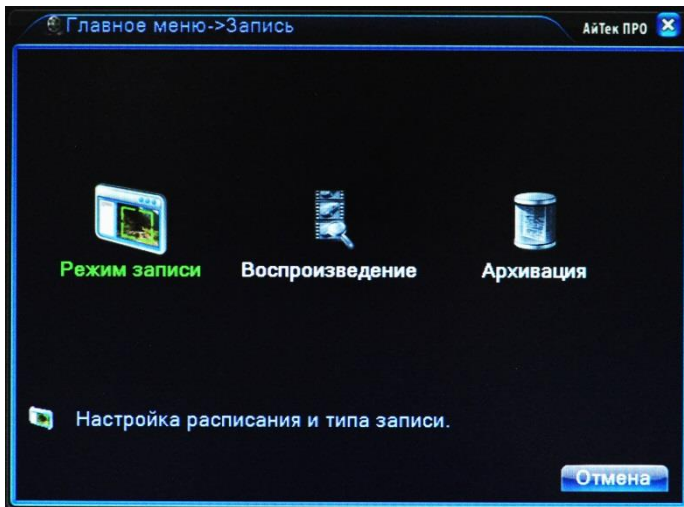 Главное меню->Запись
АйТек ПРО
Режим записи
Воспроизведение
Архивация
Настройка расписания и типа записи.
Отмена